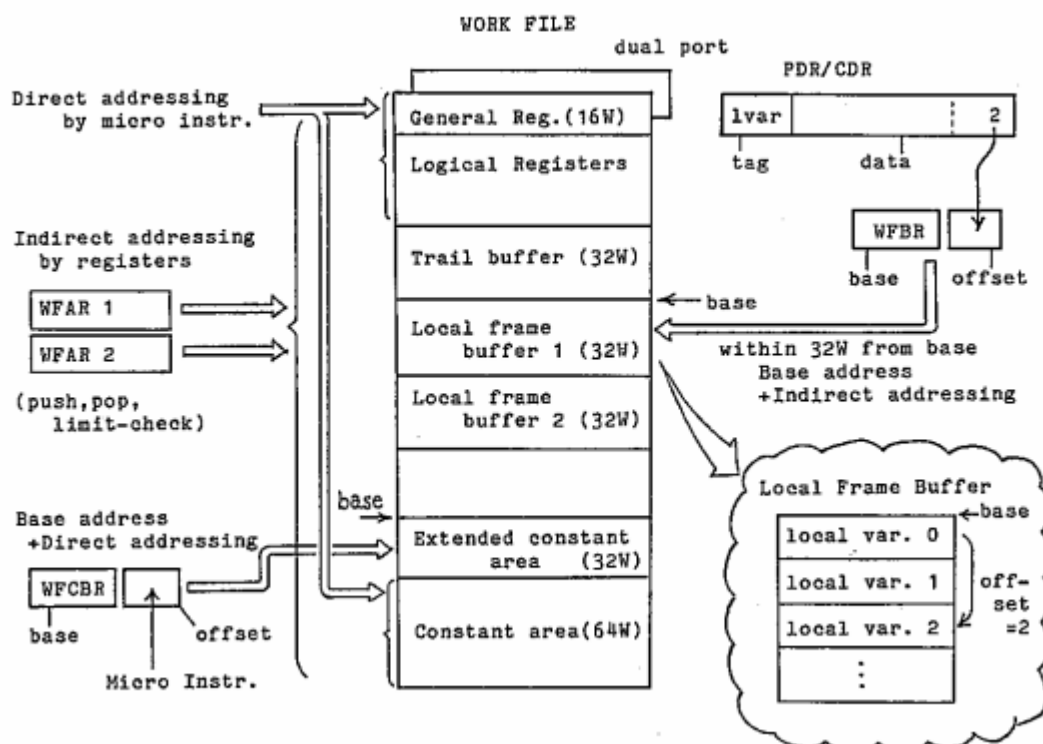 WORK FILE
dual port
PDR/CDR
Direct addressing
by micro instr.
General Reg.(16W)
lvar
2
Logical Registers
tag
data
Indirect addressing
by registers
WFBR
Trail buffer (32W)
base
offset
WFAR 1
base
Local frame
buffer 1 (32W)
WFAR 2
within 32W from base
Base address
+Indirect addressing
(push,pop,
limit-check)
Local frame
buffer 2 (32W)
base
Local Frame Buffer
base
Base address
+Direct addressing
Extended constant
area (32W)
local var. 0
WFCBR
local var. 1
off-
set
=2
base
offset
Constant area(64W)
local var. 2
Micro Instr.